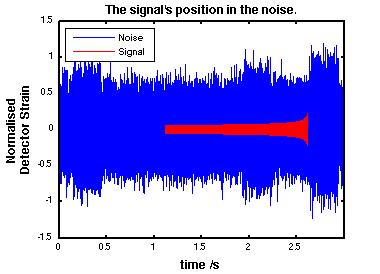 The signal's position in the noise.
1.5
Noise
Signal
1
0.5
0
-0.5
-1
-1.5
Normalised
Detector Strain
0 0.5 1 1.5 2 2.5
time /s